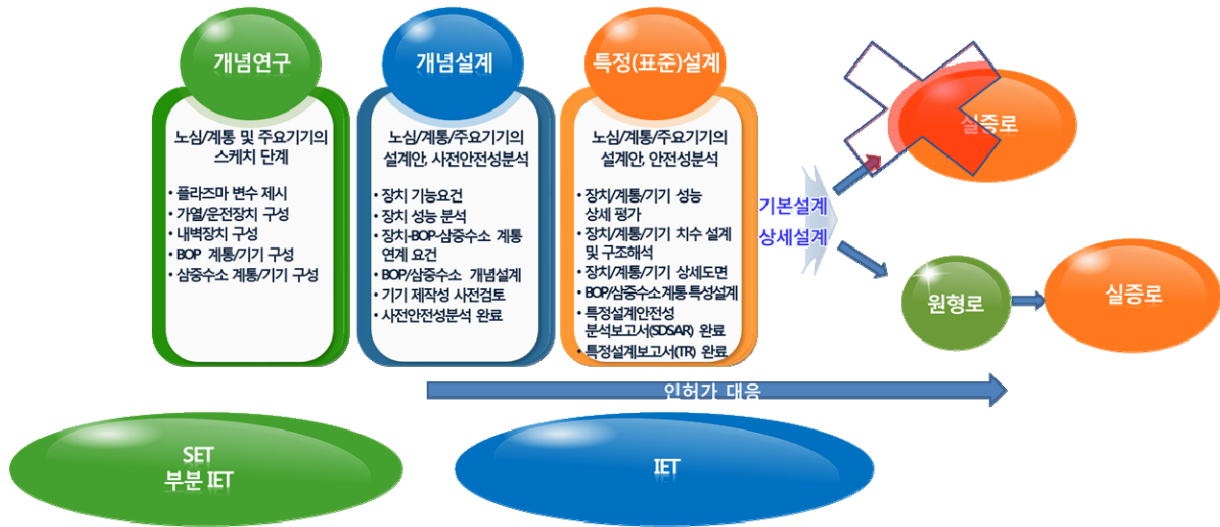 개념연구
노심/계통 및 주요기기의
스케치 단계
• 플라즈마 변수 제시
• 가열/운전장치 구성
• 내벽장치 구성
• BOP 계통/기기 구성
• 삼중수소 계통/기기 구성
개념설계
노심/계통/주요기기의
설계안, 사전안전성분석
• 장치 기능요건
• 장치 성능 분석
• 장치-BOP-삼중수소 계통
연계 요건
• BOP/삼중수소 개념설계
• 기기 제작성 사전검토
• 사전안전성분석 완료
특정(표준)설계
노심/계통/주요기기의
설계안, 안전성분석
• 장치/계통/기기 성능
상세 평가
• 장치/계통/기기 치수 설계
및 구조해석
• 장치/계통/기기 상세도면
• BOP/삼중수소계통 특성설계
• 특정설계안전성
분석보고서(SDSAR) 완료
• 특정설계보고서(TR) 완료
기본설계
상세설계
실증로
원형로
실증로
인허가 대응
SET
부분 IET
IET